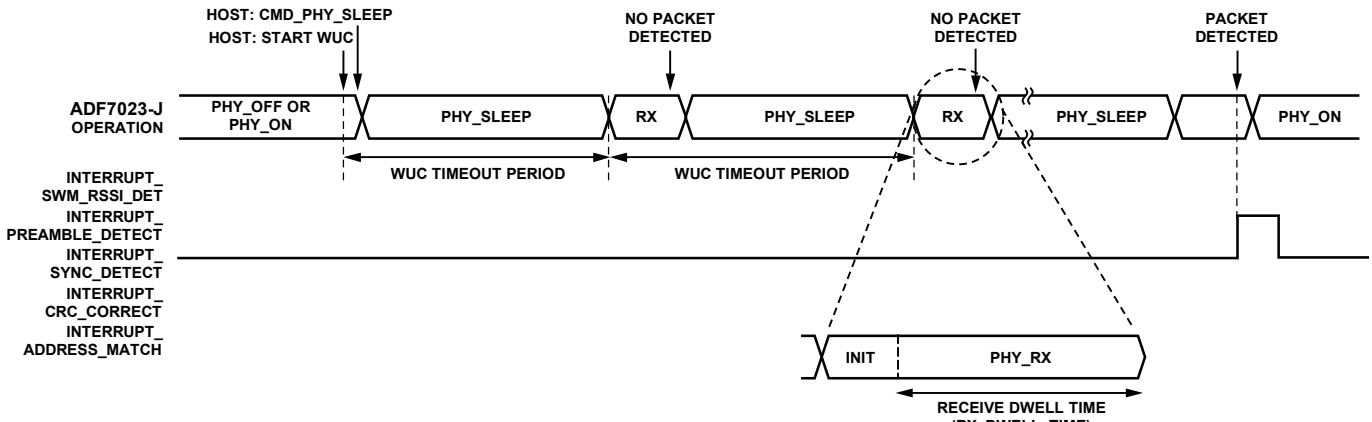 HOST: CMD_PHY_SLEEP
HOST: START WUC
NO PACKET
DETECTED
NO PACKET
DETECTED
PACKET
DETECTED
ADF7023-J
OPERATION
PHY_OFF OR
PHY_ON
PHY_SLEEP
RX
PHY_SLEEP
RX
PHY_SLEEP
PHY_ON
WUC TIMEOUT PERIOD
WUC TIMEOUT PERIOD
INTERRUPT_
SWM_RSSI_DET
INTERRUPT_
PREAMBLE_DETECT
INTERRUPT_
SYNC_DETECT
INTERRUPT_
CRC_CORRECT
INTERRUPT_
ADDRESS_MATCH
INIT
PHY_RX
RECEIVE DWELL TIME
(RX_DWELL_TIME)